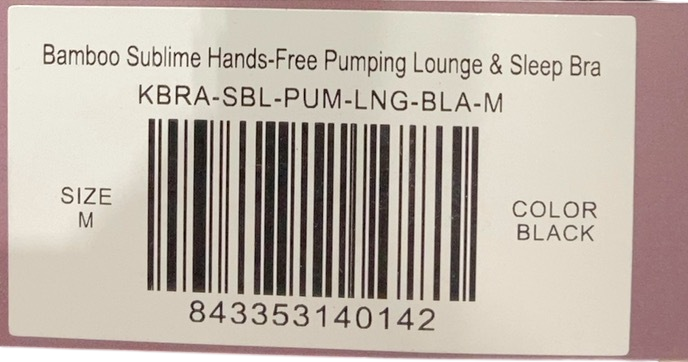 Bamboo Sublime Hands-Free Pumping Lounge & Sleep Bra
KBRA-SBL-PUM-LNG-BLA-M
SIZE
M
COLOR
BLACK
843353140142